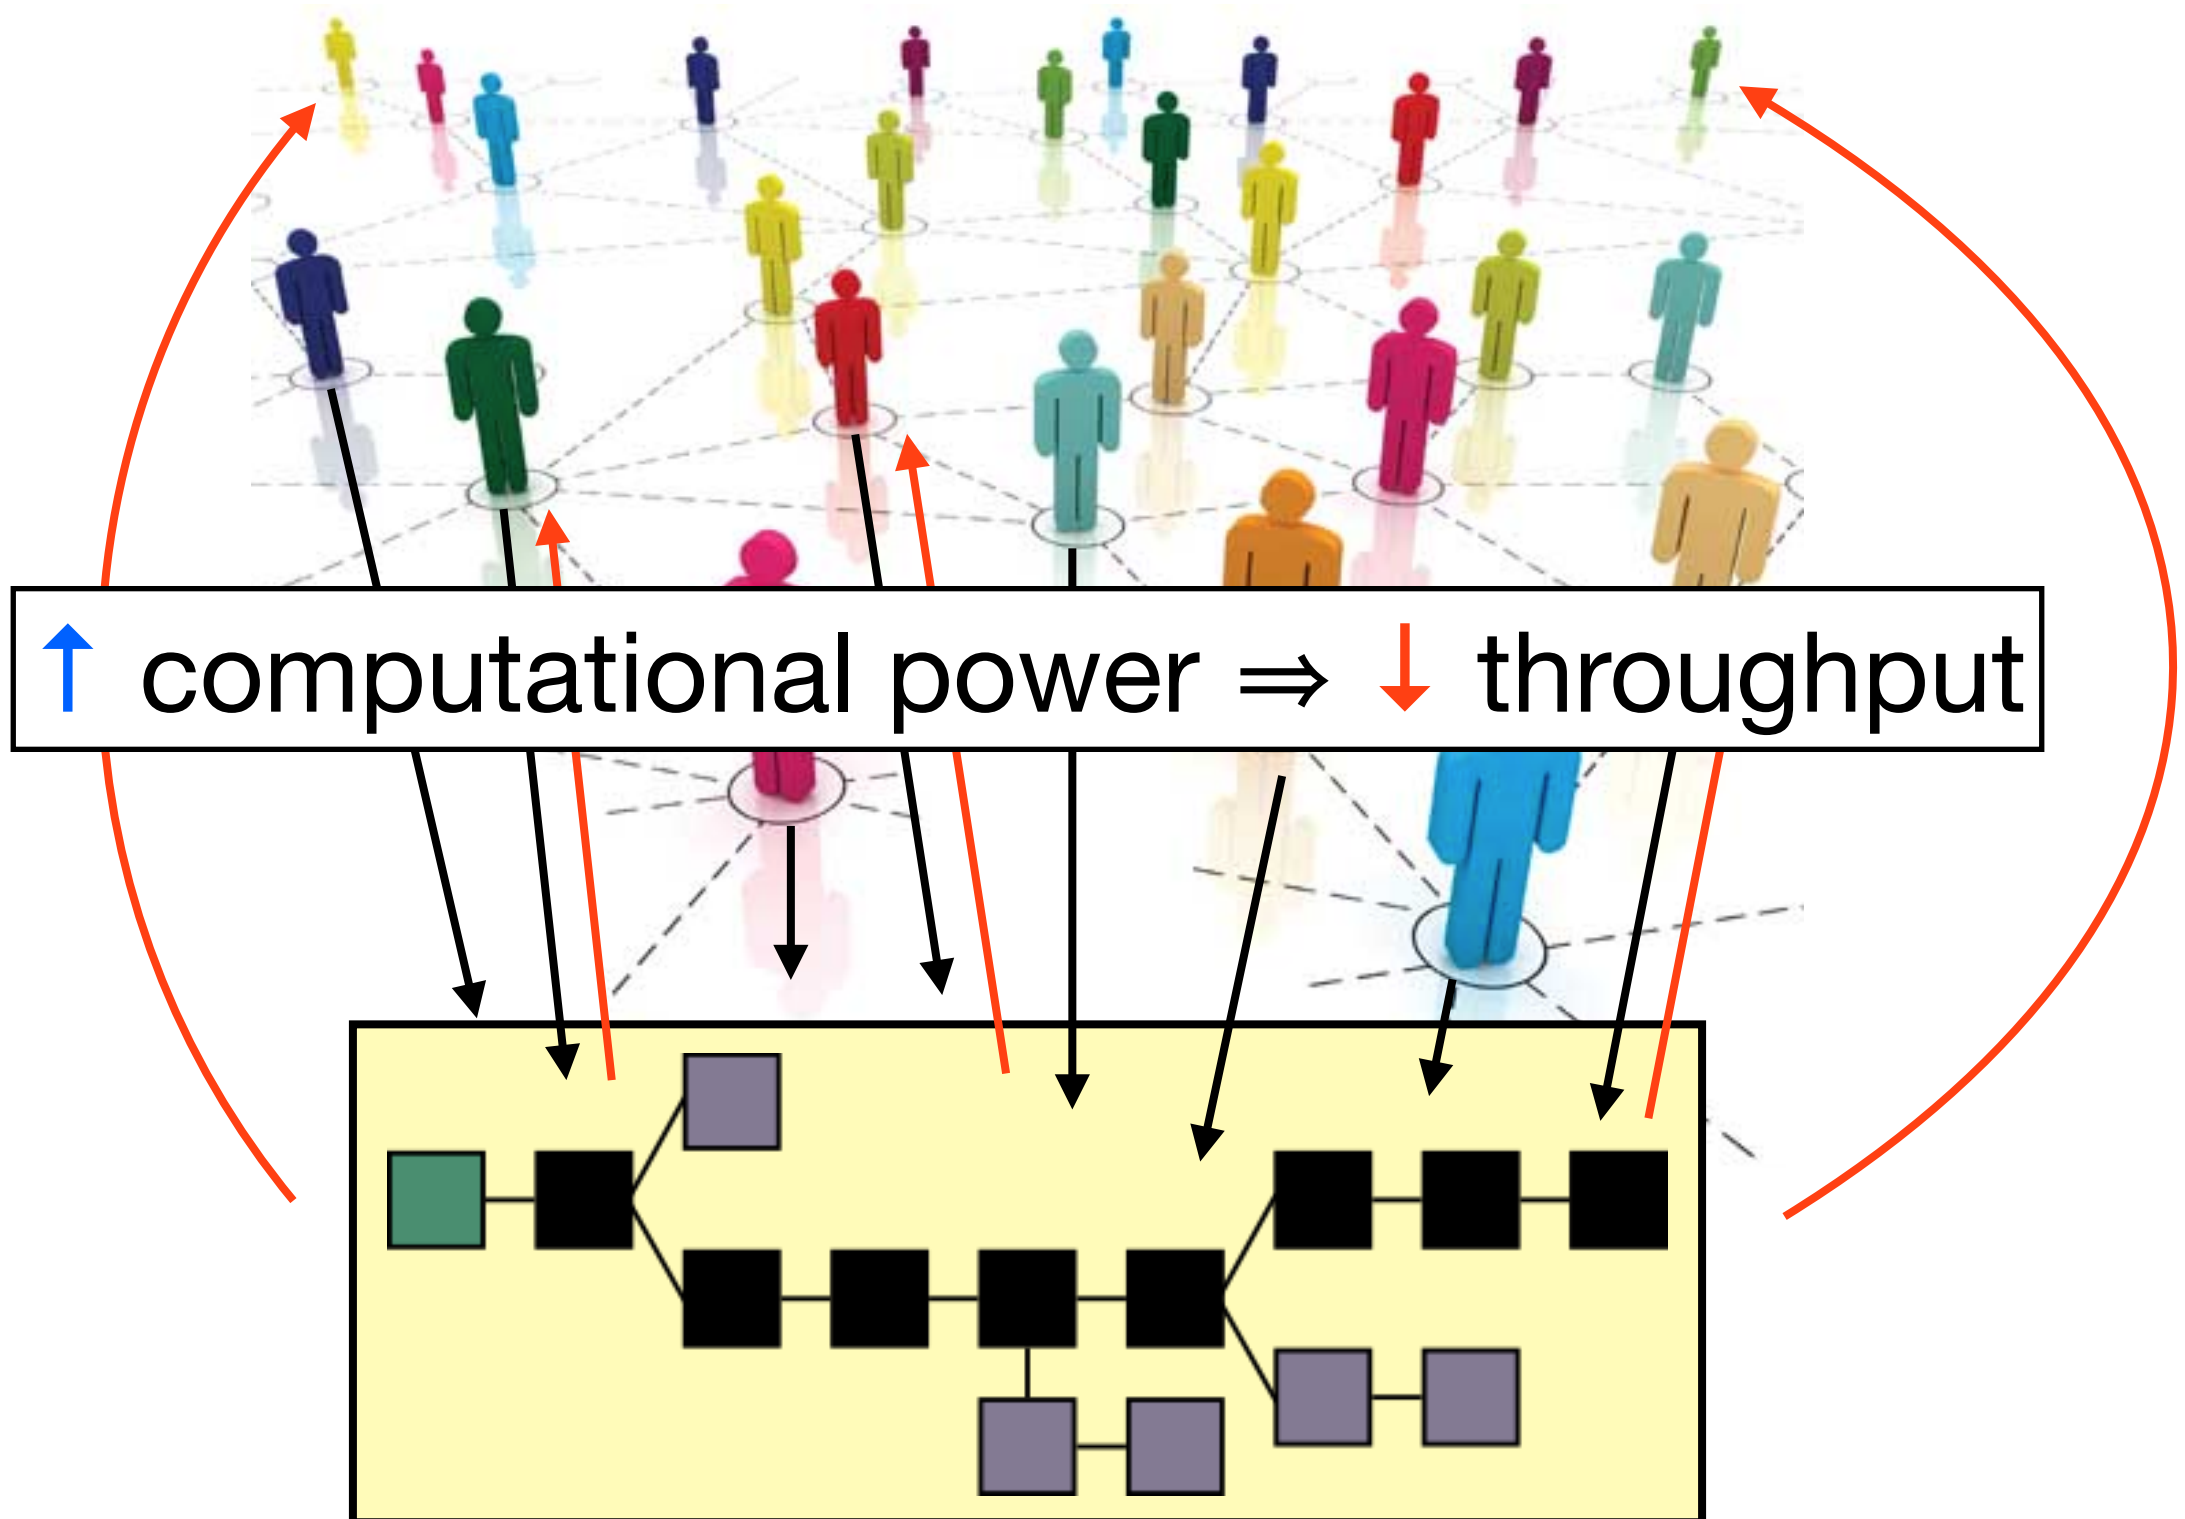 ↑ computational power ⇒ ↓ throughput